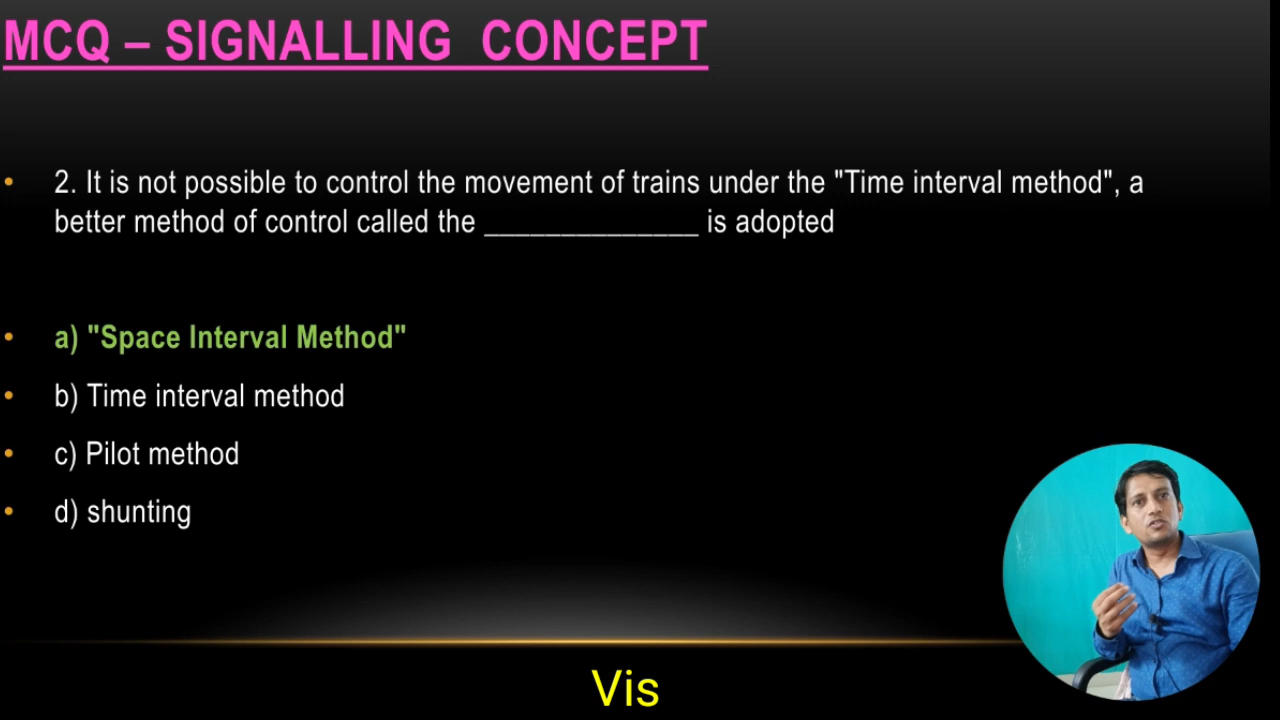 MCQ – SIGNALLING CONCEPT
• 2. It is not possible to control the movement of trains under the "Time interval method", a
better method of control called the ______________ is adopted
• a) "Space Interval Method"
• b) Time interval method
• c) Pilot method
• d) shunting
Vis